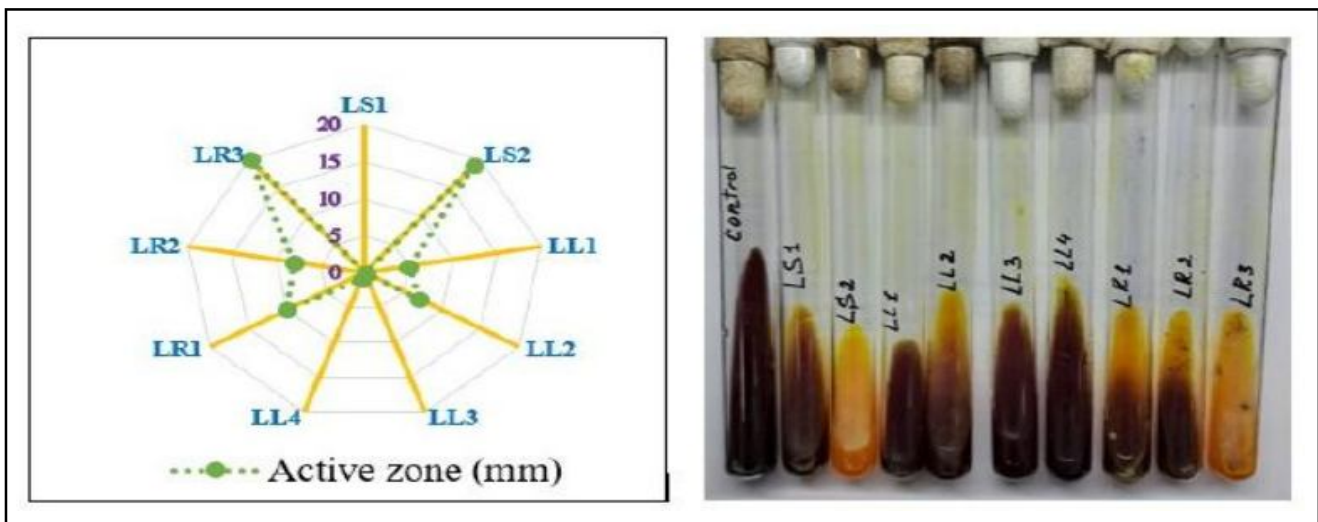 LS1
20
LR3
LS2
15
10
LR2
5
LL1
0
LR1
LL2
LL4
LL3
Active zone (mm)
Control
LS1
LS2
LL1
LL2
LL3
LL4
LR1
LR2
LR3